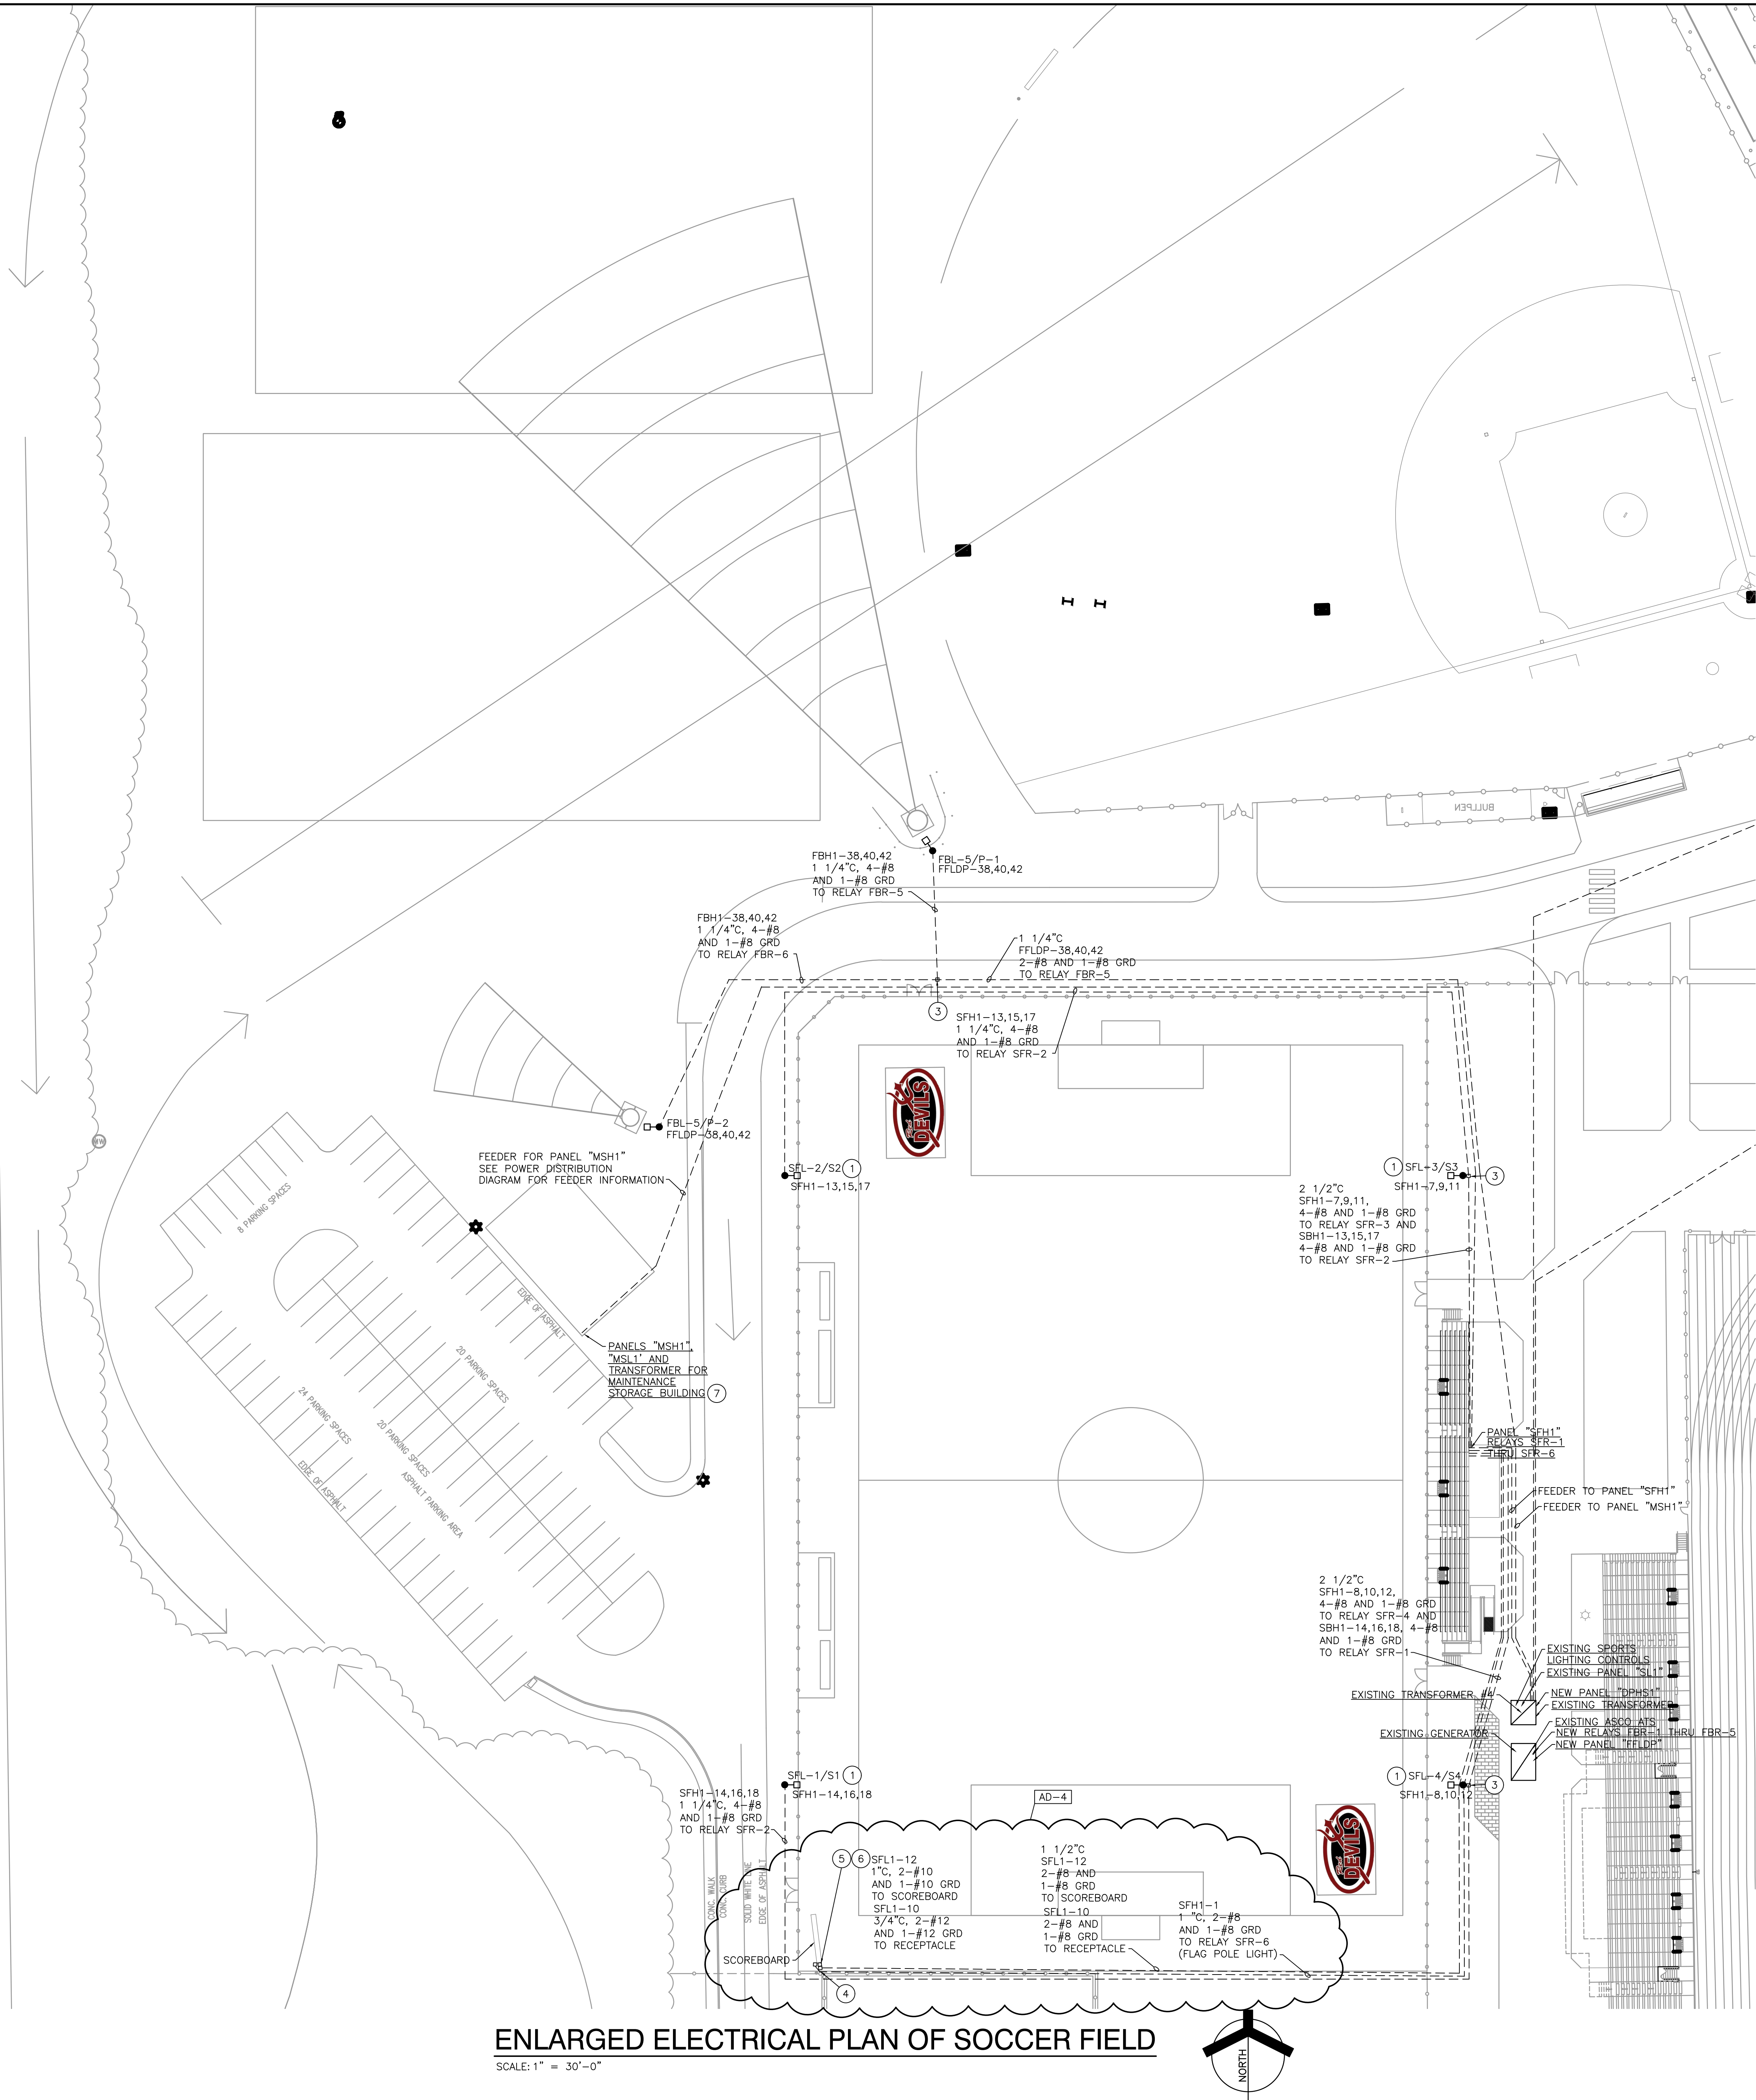 BULLPEN
FBH1-38,40,42
1 1/4"C, 4-#8
AND 1-#8 GRD
TO RELAY FBR-5
FBL-5/P-1
FFLDP-38,40,42
FBH1-38,40,42
1 1/4"C, 4-#8
AND 1-#8 GRD
TO RELAY FBR-6
1 1/4"C
FFLDP-38,40,42
2-#8 AND 1-#8 GRD
TO RELAY FBR-5
3
SFH1-13,15,17
1 1/4"C, 4-#8
AND 1-#8 GRD
TO RELAY SFR-2
Red
DEVILS
FBL-5/P-2
FFLDP-38,40,42
MW
FEEDER FOR PANEL "MSH1"
SEE POWER DISTRIBUTION
DIAGRAM FOR FEEDER INFORMATION
SFL-2/S2 1
SFH1-13,15,17
1 SFL-3/S3
SFH1-7,9,11
3
2 1/2"C
SFH1-7,9,11,
4-#8 AND 1-#8 GRD
TO RELAY SFR-3 AND
SBH1-13,15,17
4-#8 AND 1-#8 GRD
TO RELAY SFR-2
8 PARKING SPACES
EDGE OF ASPHALT
20 PARKING SPACES
24 PARKING SPACES
20 PARKING SPACES
ASPHALT PARKING AREA
EDGE OF ASPHALT
PANELS "MSH1",
"MSL1' AND
TRANSFORMER FOR
MAINTENANCE
STORAGE BUILDING 7
PANEL "SFH1"
RELAYS SFR-1
THRU SFR-6
FEEDER TO PANEL "SFH1"
FEEDER TO PANEL "MSH1"
2 1/2"C
SFH1-8,10,12,
4-#8 AND 1-#8 GRD
TO RELAY SFR-4 AND
SBH1-14,16,18, 4-#8
AND 1-#8 GRD
TO RELAY SFR-1
EXISTING SPORTS
LIGHTING CONTROLS
EXISTING PANEL "SL1"
EXISTING TRANSFORMER #4
NEW PANEL "DPHS1"
EXISTING TRANSFORMER
EXISTING ASCO ATS
EXISTING GENERATOR
NEW RELAYS FBR-1 THRU FBR-5
NEW PANEL "FFLDP"
SFL-1/S1 1
SFH1-14,16,18
1 SFL-4/S4
SFH1-8,10,12
3
SFH1-14,16,18
1 1/4"C, 4-#8
AND 1-#8 GRD
TO RELAY SFR-2
AD-4
Red
DEVILS
CONC. WALK
CONC. CURB
SOLID WHITE LINE
EDGE OF ASPHALT
5 6 SFL1-12
1"C, 2-#10
AND 1-#10 GRD
TO SCOREBOARD
SFL1-10
3/4"C, 2-#12
AND 1-#12 GRD
TO RECEPTACLE
1 1/2"C
SFL1-12
2-#8 AND
1-#8 GRD
TO SCOREBOARD
SFL1-10
2-#8 AND
1-#8 GRD
TO RECEPTACLE
SFH1-1
1 "C, 2-#8
AND 1-#8 GRD
TO RELAY SFR-6
(FLAG POLE LIGHT)
SCOREBOARD
4
ENLARGED ELECTRICAL PLAN OF SOCCER FIELD
SCALE: 1" = 30'-0"
NORTH